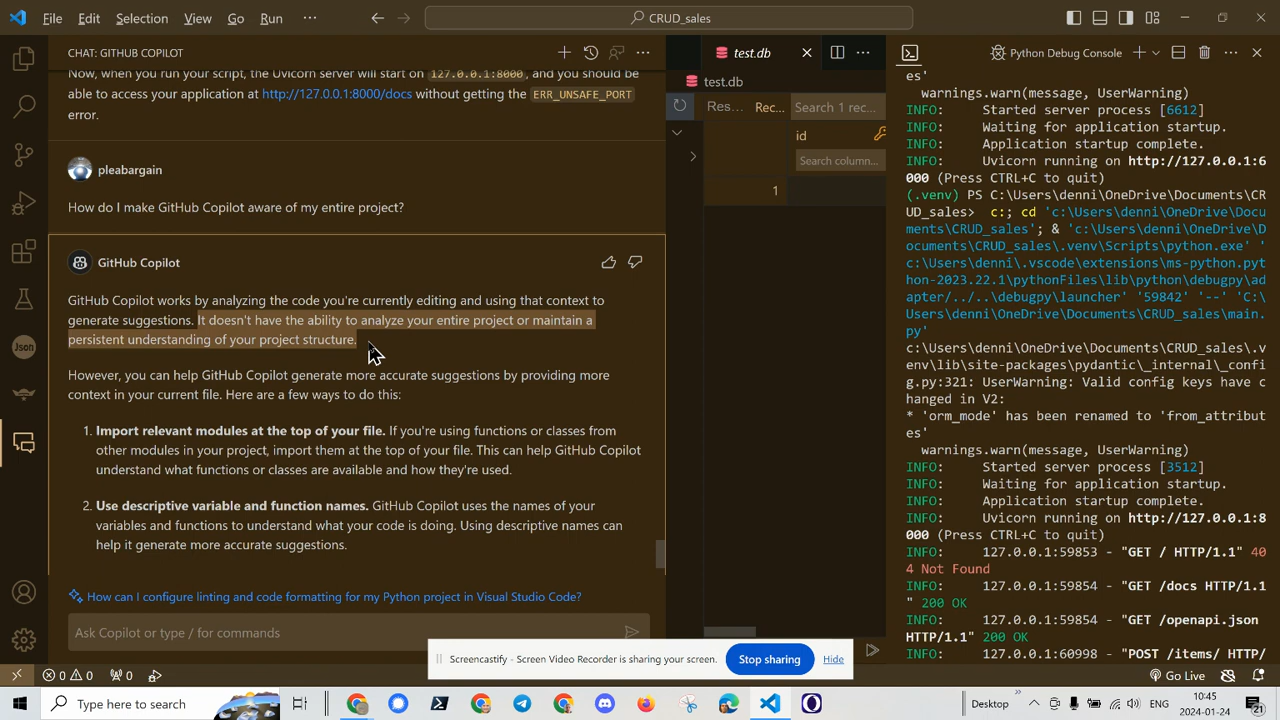 File Edit Selection View Go Run ···
CRUD_sales
CHAT: GITHUB COPILOT
Now, when you run your script, the Uvicorn server will start on 127.0.0.1:8000, and you should
able to access your application at http://127.0.0.1:8000/docs without getting the ERR_UNSAFE_PORT
error.
pleabargain
How do I make GitHub Copilot aware of my entire project?
GitHub Copilot
GitHub Copilot works by analyzing the code you're currently editing and using that context to
generate suggestions. It doesn't have the ability to analyze your entire project or maintain a
persistent understanding of your project structure.
However, you can help GitHub Copilot generate more accurate suggestions by providing more
context in your current file. Here are a few ways to do this:
1. Import relevant modules at the top of your file. If you're using functions or classes from
other modules in your project, import them at the top of your file. This can help GitHub Copilot
understand what functions or classes are available and how they're used.
2. Use descriptive variable and function names. GitHub Copilot uses the names of your
variables and functions to understand what your code is doing. Using descriptive names can
help it generate more accurate suggestions.
How can I configure linting and code formatting for my Python project in Visual Studio Code?
Ask Copilot or type / for commands
Json
test.db
test.db
Res... Rec... Search 1 rec...
id
Search column...
1
Python Debug Console
es'
warnings.warn(message, UserWarning)
INFO: Started server process [6612]
INFO: Waiting for application startup.
INFO: Application startup complete.
INFO: Uvicorn running on http://127.0.0.1:6
000 (Press CTRL+C to quit)
(.venv) PS C:\Users\denni\OneDrive\Documents\CR
UD_sales> c:; cd 'c:\Users\denni\OneDrive\Docu
ments\CRUD_sales'; & 'c:\Users\denni\OneDrive\D
ocuments\CRUD_sales\.venv\Scripts\python.exe' '
c:\Users\denni\.vscode\extensions\ms-python.pyt
hon-2023.22.1\pythonFiles\lib\python\debugpy\ad
apter/../..\debugpy\launcher' '59842' '--' 'C:\
Users\denni\OneDrive\Documents\CRUD_sales\main.
py'
c:\Users\denni\OneDrive\Documents\CRUD_sales\.v
env\lib\site-packages\pydantic\_internal\_confi
g.py:321: UserWarning: Valid config keys have c
hanged in V2:
* 'orm_mode' has been renamed to 'from_attribut
es'
warnings.warn(message, UserWarning)
INFO: Started server process [3512]
INFO: Waiting for application startup.
INFO: Application startup complete.
INFO: Uvicorn running on http://127.0.0.1:8
000 (Press CTRL+C to quit)
INFO: 127.0.0.1:59853 - "GET / HTTP/1.1" 40
4 Not Found
INFO: 127.0.0.1:59854 - "GET /docs HTTP/1.1
" 200 OK
INFO: 127.0.0.1:59854 - "GET /openapi.json
HTTP/1.1" 200 OK
INFO: 127.0.0.1:60998 - "POST /items/ HTTP/
Screencastify - Screen Video Recorder is sharing your screen. Stop sharing Hide
0 0 0
Go Live
Type here to search
Desktop
ENG
10:45
2024-01-24
21